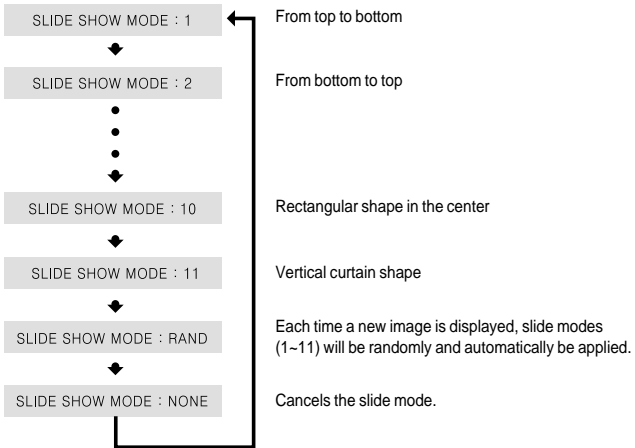 SLIDE SHOW MODE : 1
From top to bottom
SLIDE SHOW MODE : 2
From bottom to top
SLIDE SHOW MODE : 10
Rectangular shape in the center
SLIDE SHOW MODE : 11
Vertical curtain shape
SLIDE SHOW MODE : RAND
Each time a new image is displayed, slide modes
(1~11) will be randomly and automatically be applied.
SLIDE SHOW MODE : NONE
Cancels the slide mode.